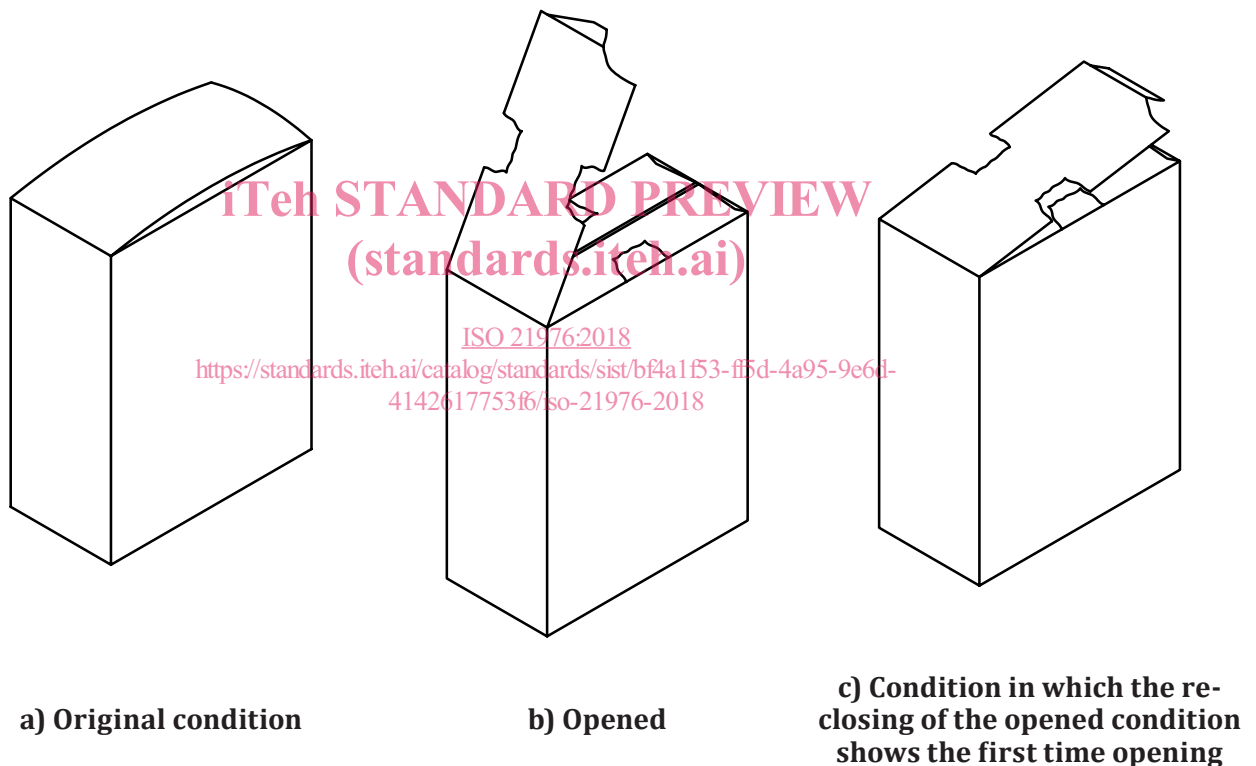 iTeh STANDARD PREVIEW
(standards.iteh.ai)
ISO 21976:2018
https://standards.iteh.ai/catalog/standards/sist/bf4a1f53-ff5d-4a95-9e6d-
4142617753f6/iso-21976-2018
a) Original condition
b) Opened
c) Condition in which the re-
closing of the opened condition
shows the first time opening